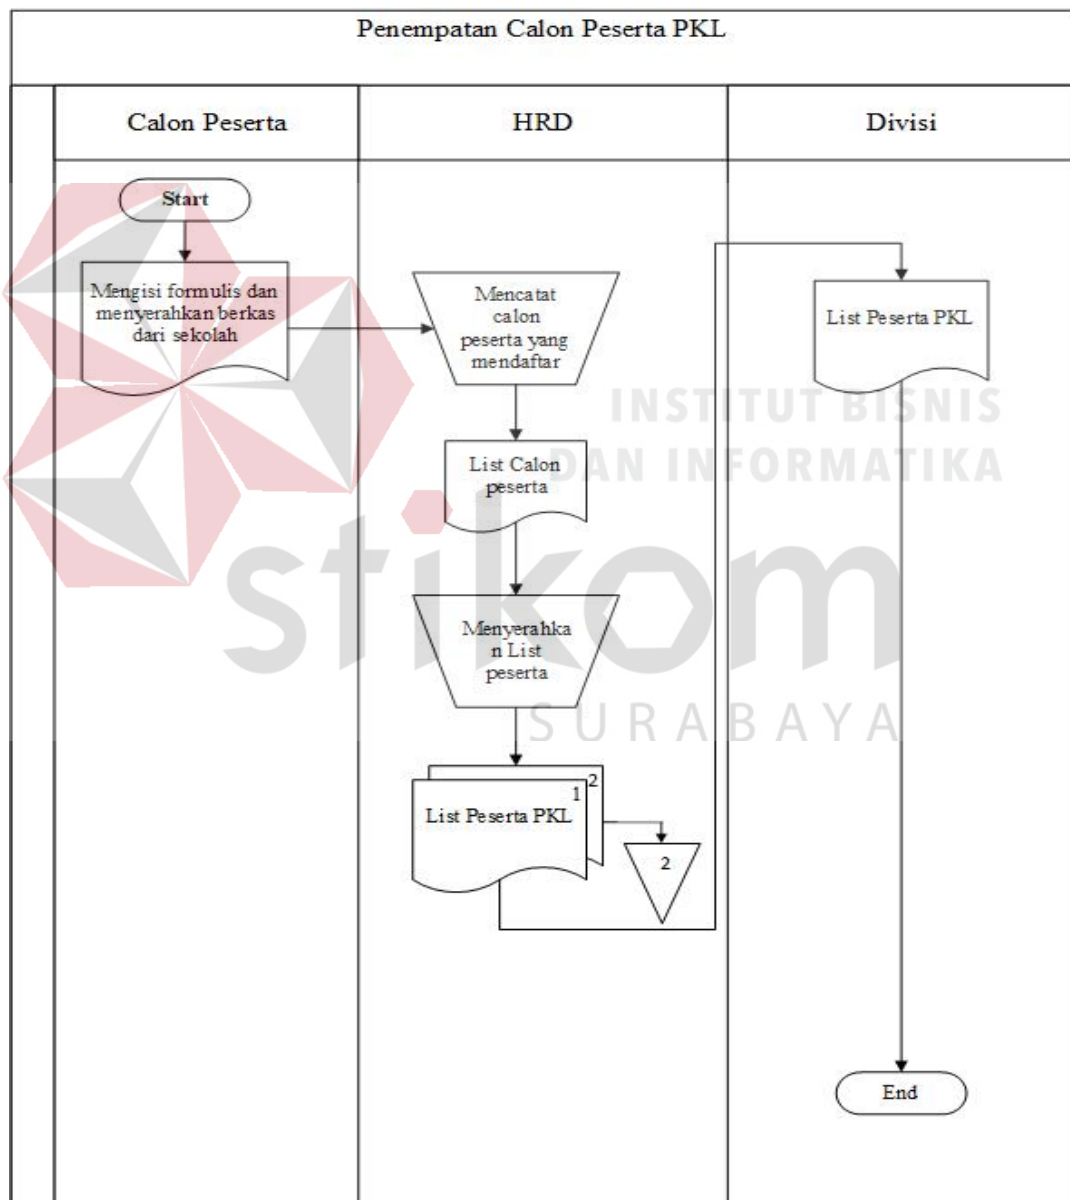 Penempatan Calon Peserta PKL
Calon Peserta
HRD
Divisi
Start
Mengisi formulis dan
menyerahkan berkas
dari sekolah
Mencatat
calon
peserta yang
mendaftar
List Peserta PKL
INSTITUT BISNIS
DAN INFORMATIKA
List Calon
peserta
stikom
Menyerahka
n List
peserta
SURABAYA
2
1
List Peserta PKL
2
End